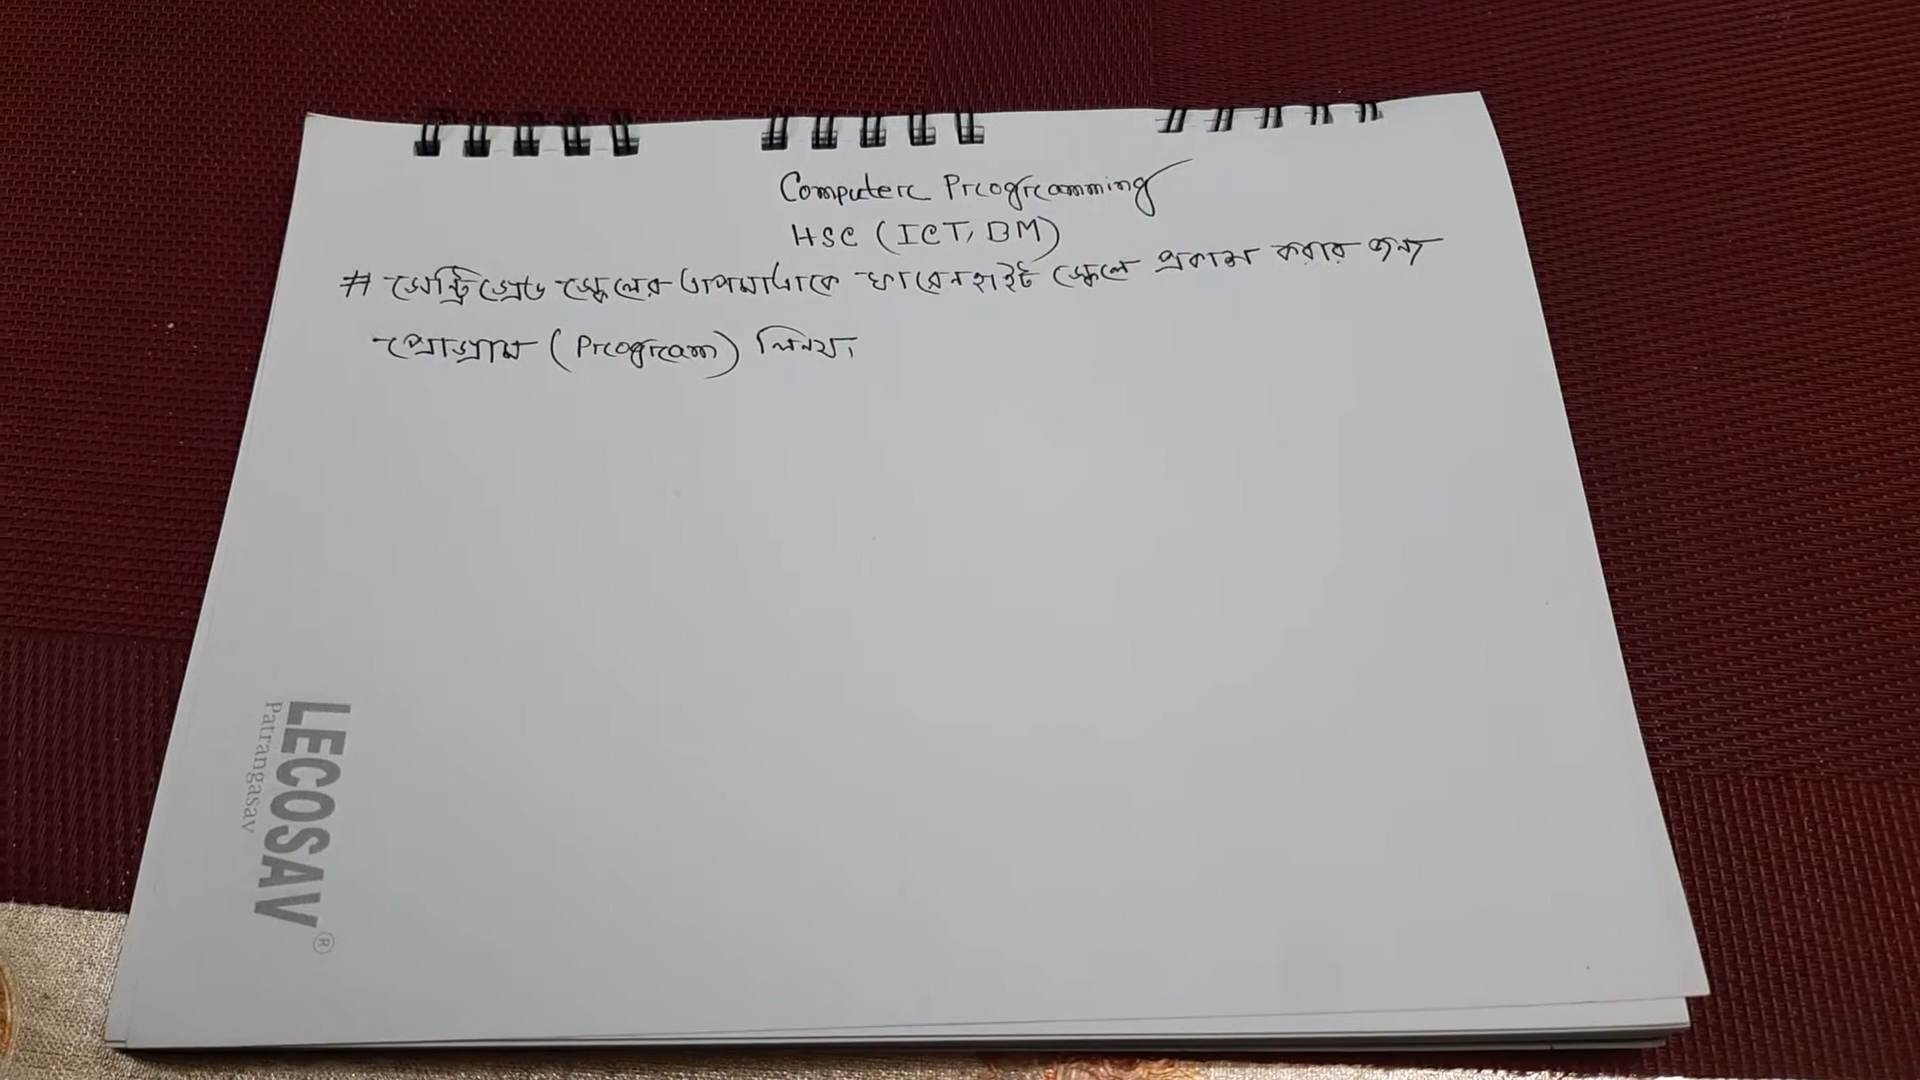 Computer Programming
HSC (ICT, BM)
# সেন্ট্রিগ্রেড স্কেলের তাপমাত্রাকে ফারেনহাইট স্কেলে প্রকাশ করার জন্য
প্রোগ্রাম (Program) লিখ।
LECOSAV ®
Patrangasav